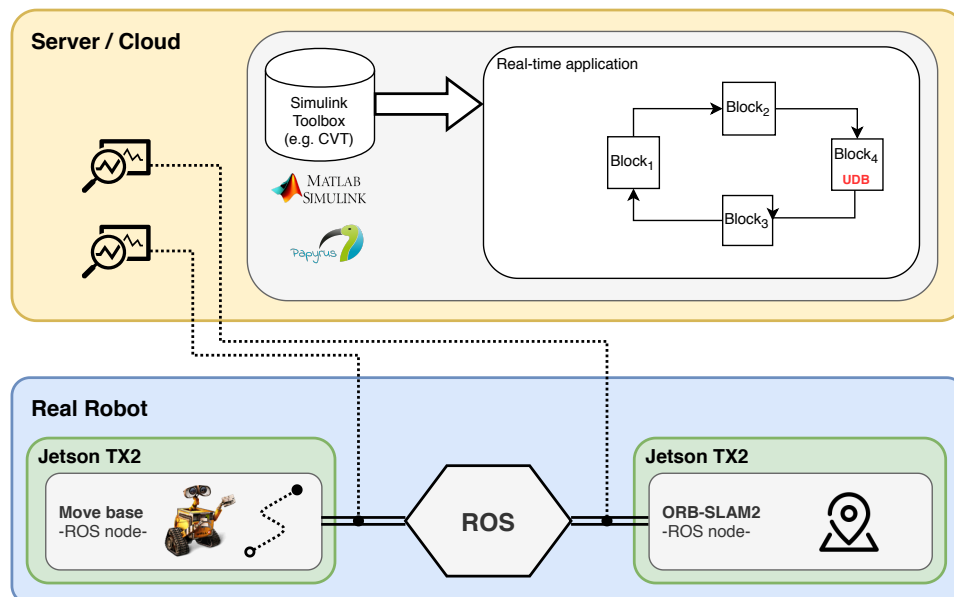 Server / Cloud
Simulink
Toolbox
(e.g. CVT)
MATLAB
SIMULINK
Papyrus
Real-time application
Block1
Block2
Block4
UDB
Block3
Real Robot
Jetson TX2
Move base
-ROS node-
ROS
Jetson TX2
ORB-SLAM2
-ROS node-